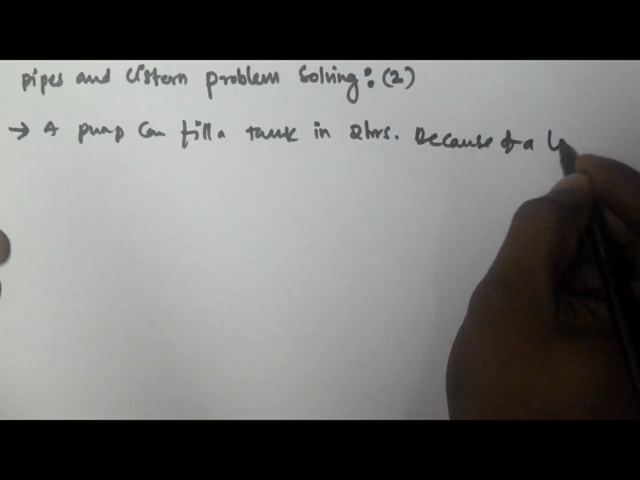 pipes and cistern problem solving: (2)
→ A pump can fill a tank in 2hrs. Because of a